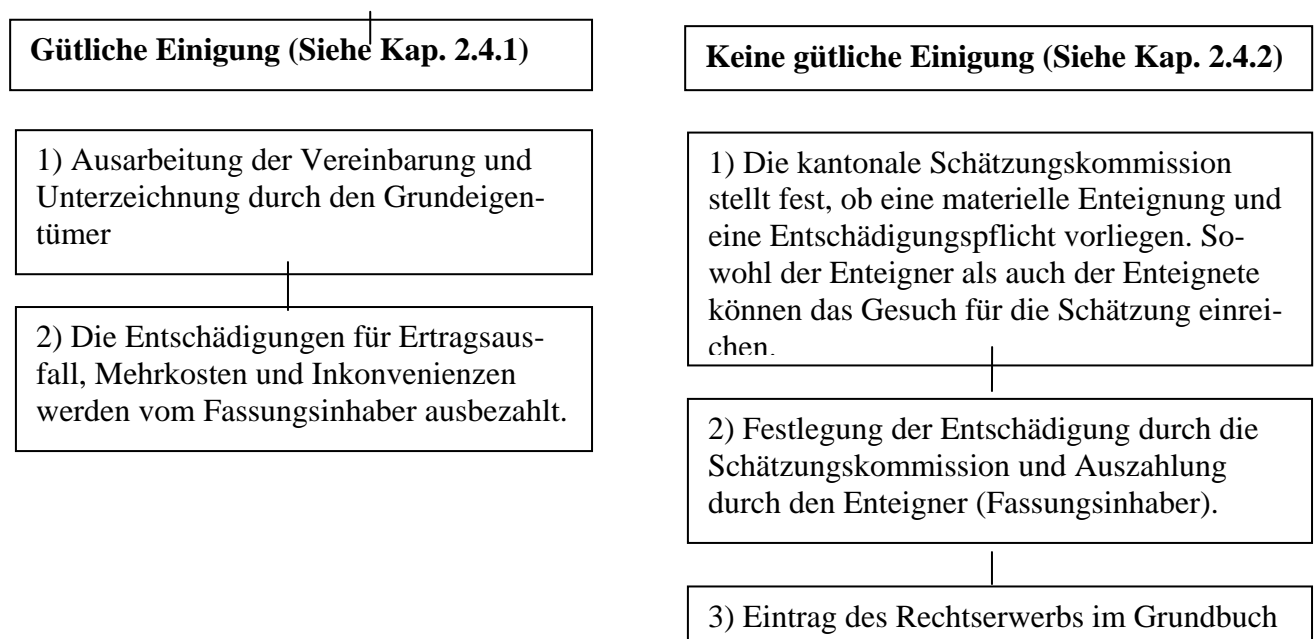 Gütliche Einigung (Siehe Kap. 2.4.1)
1) Ausarbeitung der Vereinbarung und
Unterzeichnung durch den Grundeigen-
tümer
2) Die Entschädigungen für Ertragsaus-
fall, Mehrkosten und Inkonvenienzen
werden vom Fassungsinhaber ausbezahlt.
Keine gütliche Einigung (Siehe Kap. 2.4.2)
1) Die kantonale Schätzungskommission
stellt fest, ob eine materielle Enteignung und
eine Entschädigungspflicht vorliegen. So-
wohl der Enteigner als auch der Enteignete
können das Gesuch für die Schätzung einrei-
chen.
2) Festlegung der Entschädigung durch die
Schätzungskommission und Auszahlung
durch den Enteigner (Fassungsinhaber).
3) Eintrag des Rechtserwerbs im Grundbuch